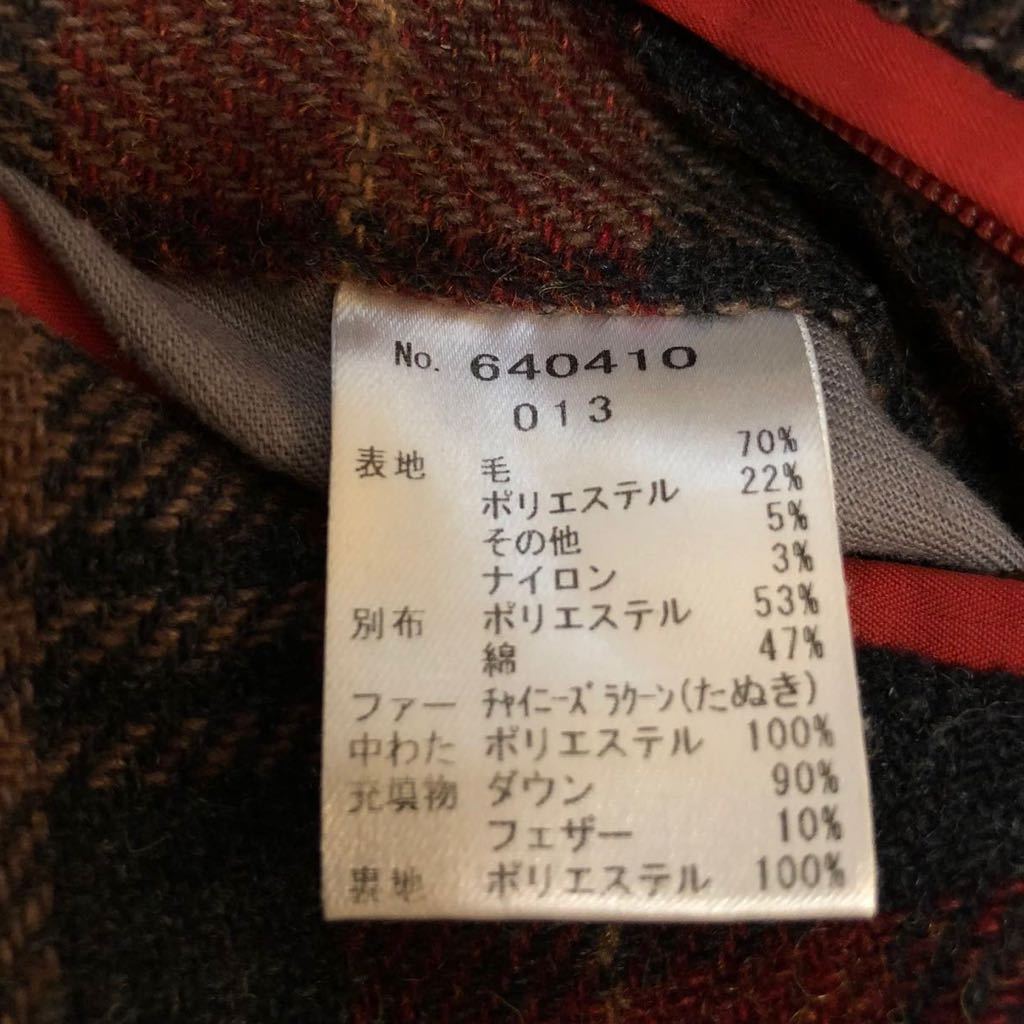 No. 640410
013
表地 毛 70%
ポリエステル 22%
その他 5%
ナイロン 3%
別布 ポリエステル 53%
綿 47%
ファー ﾁｬｲﾆｰｽﾞ ﾗｸｰﾝ(たぬき)
中わた ポリエステル 100%
充填物 ダウン 90%
フェザー 10%
裏地 ポリエステル 100%